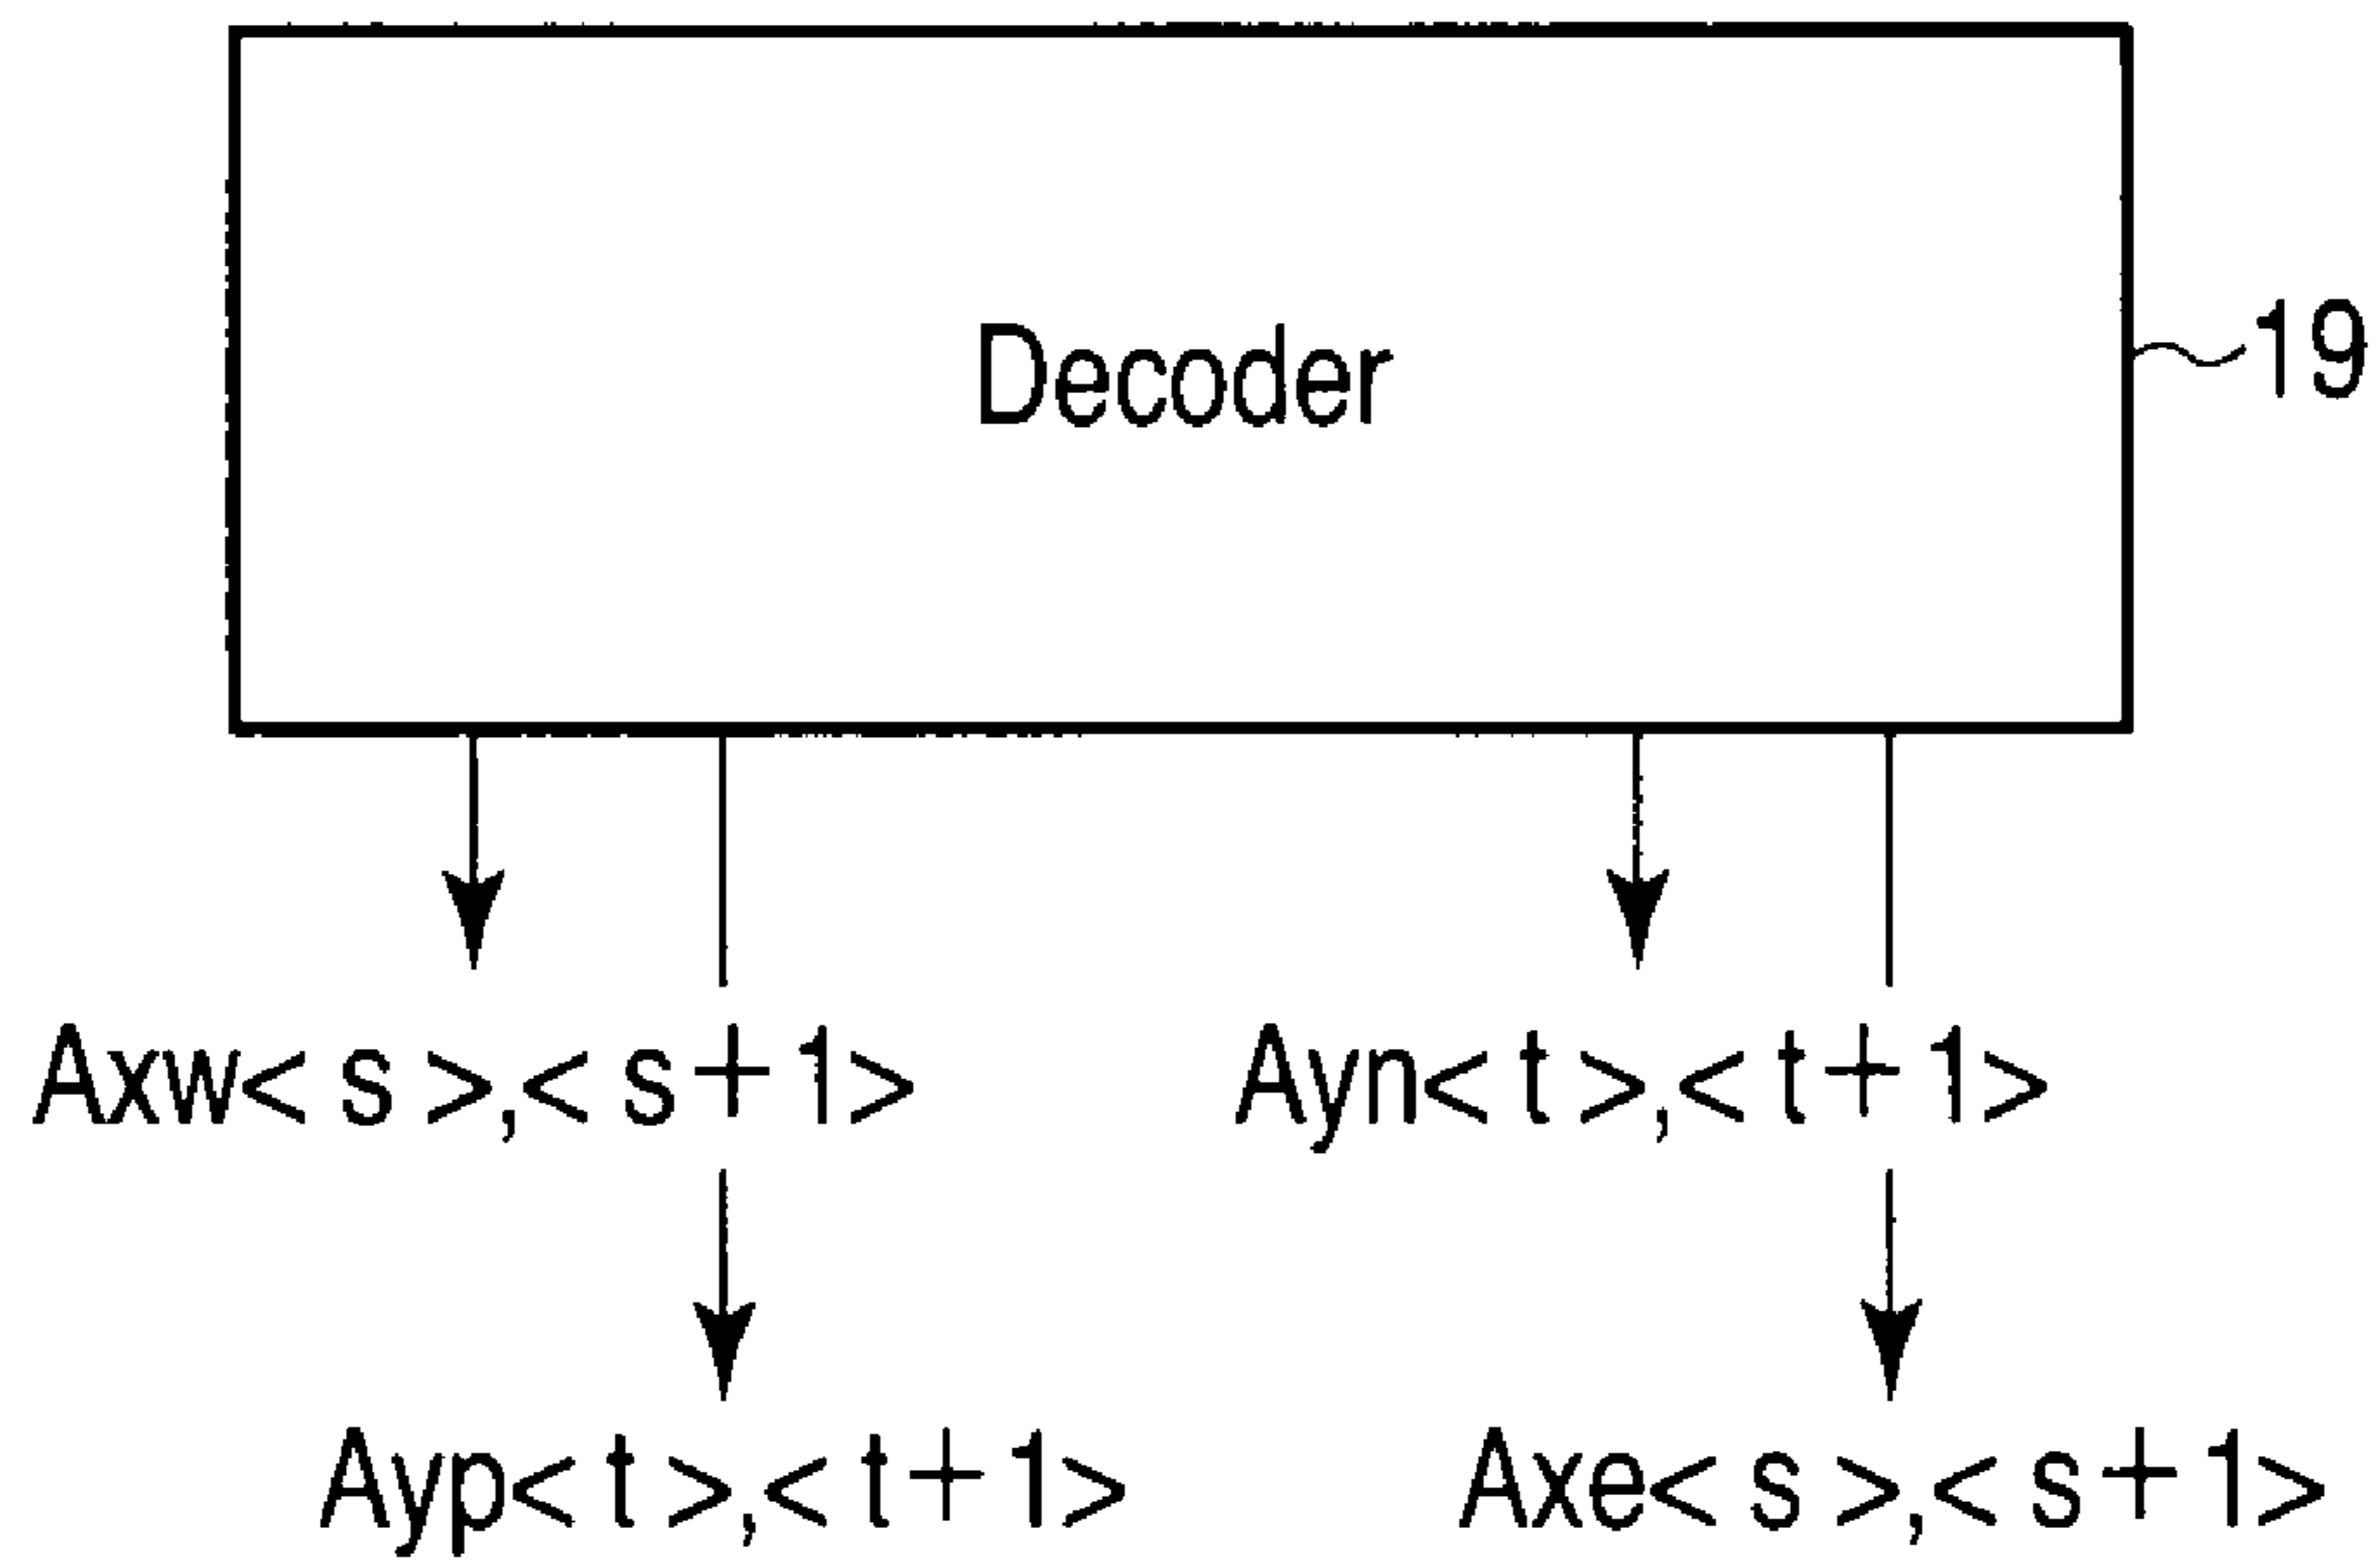 Decoder
19
Axw< s >,< s+1>
Ayn< t >,< t+1>
Ayp< t >,< t+1>
Axe< s >,< s+1>